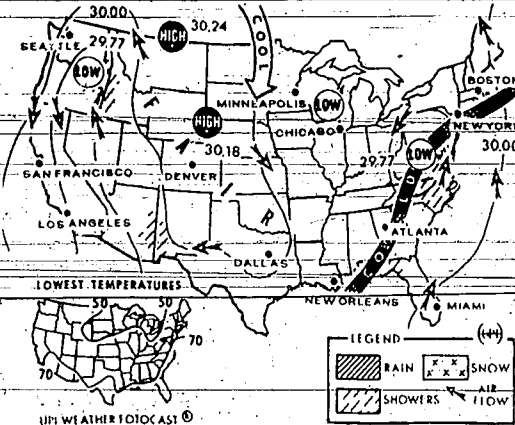 30.00
HIGH
30.24
COOL
SEATTLE
29.77
LOW
MINNEAPOLIS
LOW
BOSTON
HIGH
CHICAGO
NEW YORK
30.18
29.77
LOW
30.00
SAN FRANCISCO
DENVER
F
A
I
R
COLD
LOS ANGELES
ATLANTA
DALLAS
LOWEST TEMPERATURES
NEW ORLEANS
MIAMI
50
50
70
70
LEGEND
RAIN
SNOW
SHOWERS
AIR FLOW
UPI WEATHER FOTOCAST ®